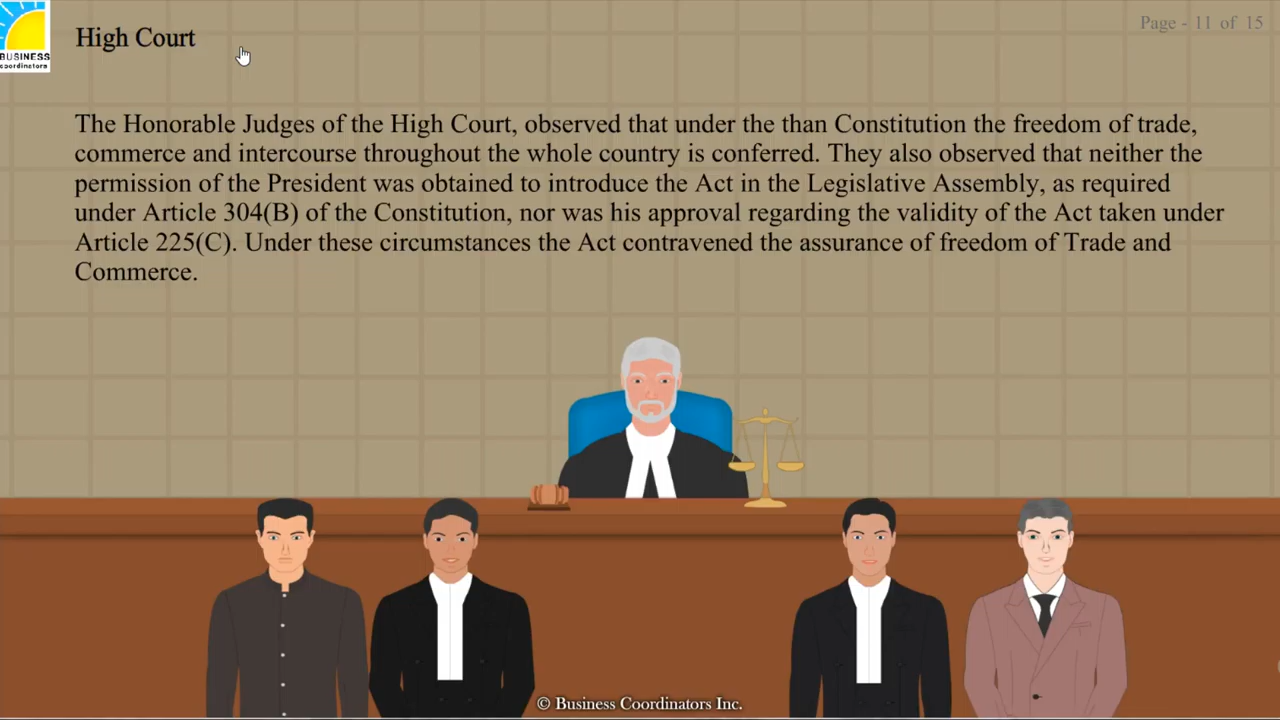 BUSINESS
coordinators
High Court
Page - 11 of 15
The Honorable Judges of the High Court, observed that under the than Constitution the freedom of trade,
commerce and intercourse throughout the whole country is conferred. They also observed that neither the
permission of the President was obtained to introduce the Act in the Legislative Assembly, as required
under Article 304(B) of the Constitution, nor was his approval regarding the validity of the Act taken under
Article 225(C). Under these circumstances the Act contravened the assurance of freedom of Trade and
Commerce.
© Business Coordinators Inc.